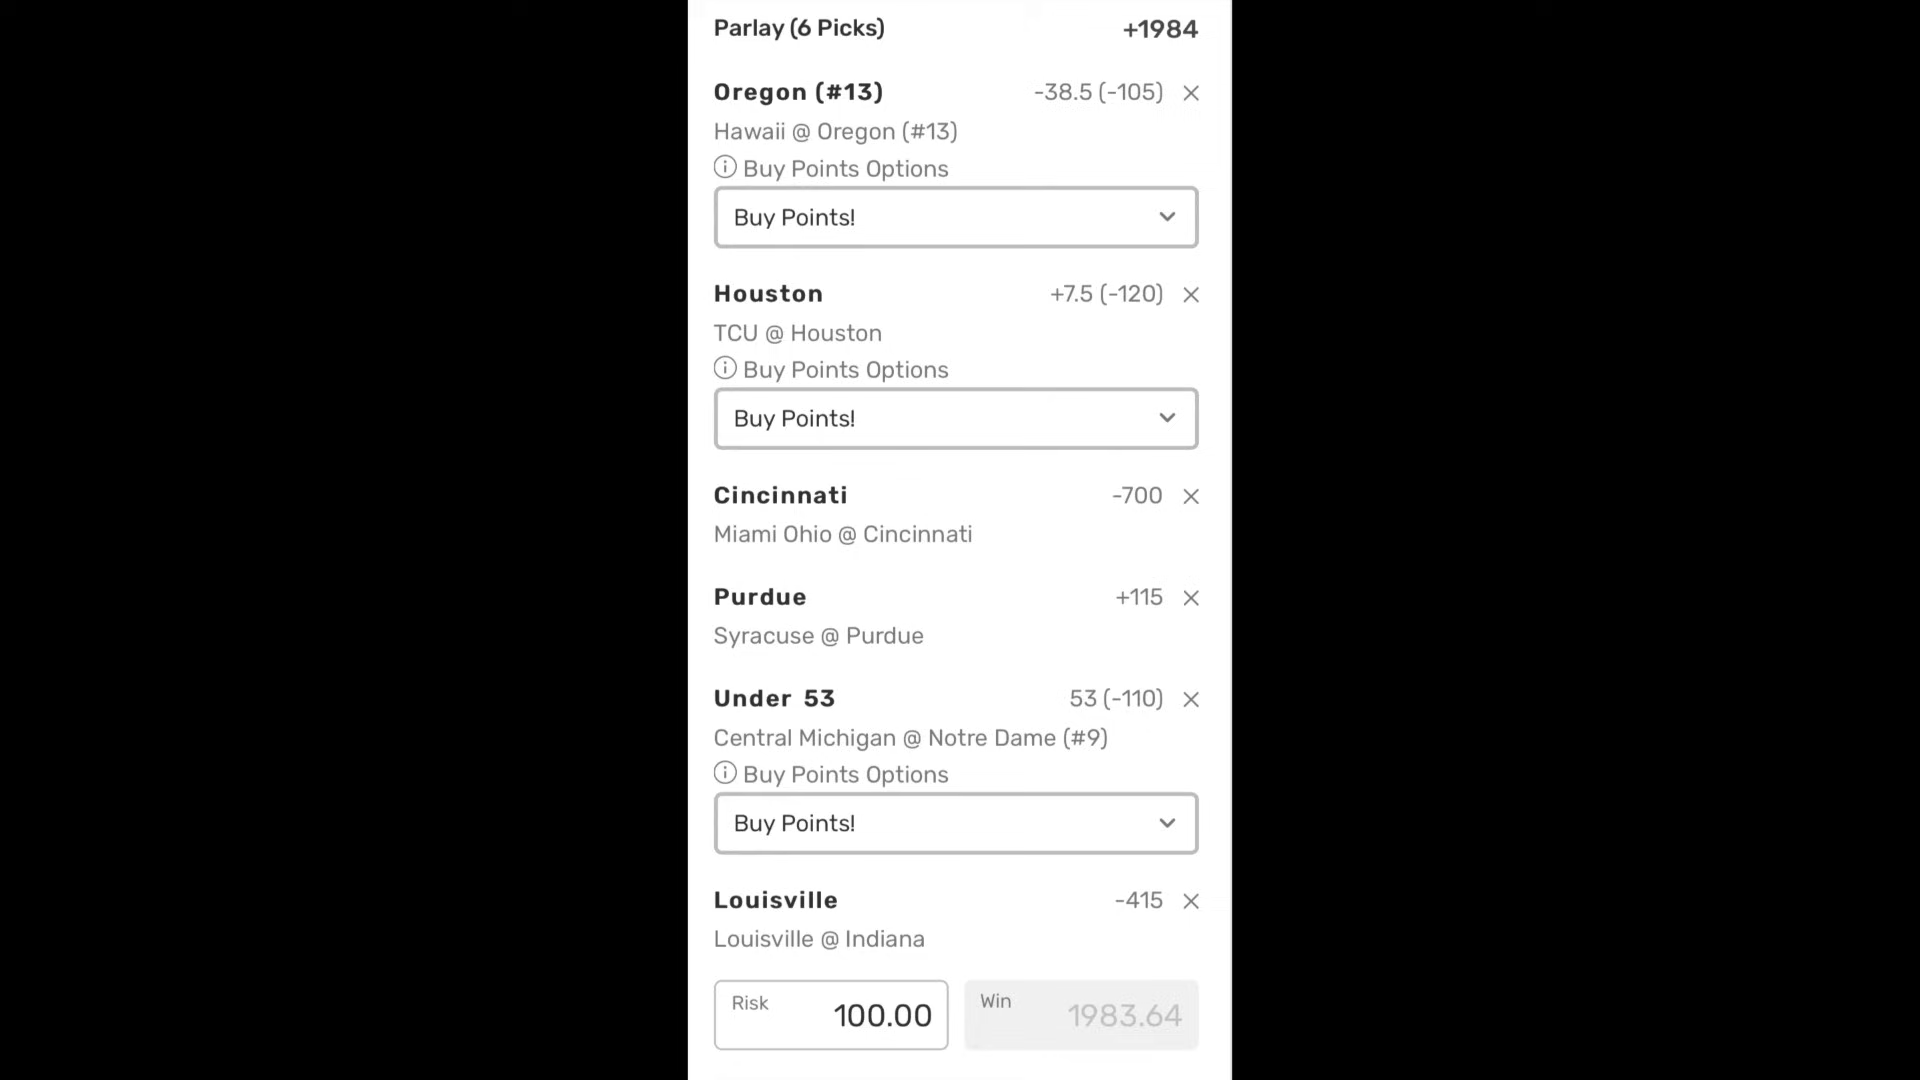 Parlay (6 Picks) +1984
Oregon (#13) -38.5 (-105)
Hawaii @ Oregon (#13)
Buy Points Options
Buy Points!
Houston +7.5 (-120)
TCU @ Houston
Buy Points Options
Buy Points!
Cincinnati -700
Miami Ohio @ Cincinnati
Purdue +115
Syracuse @ Purdue
Under 53 53 (-110)
Central Michigan @ Notre Dame (#9)
Buy Points Options
Buy Points!
Louisville -415
Louisville @ Indiana
Risk 100.00 Win 1983.64